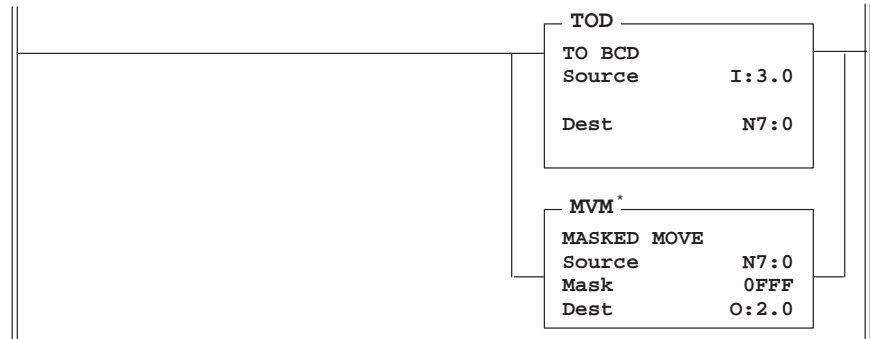 TOD
TO BCD
Source I:3.0
Dest N7:0
MVM*
MASKED MOVE
Source N7:0
Mask 0FFF
Dest O:2.0